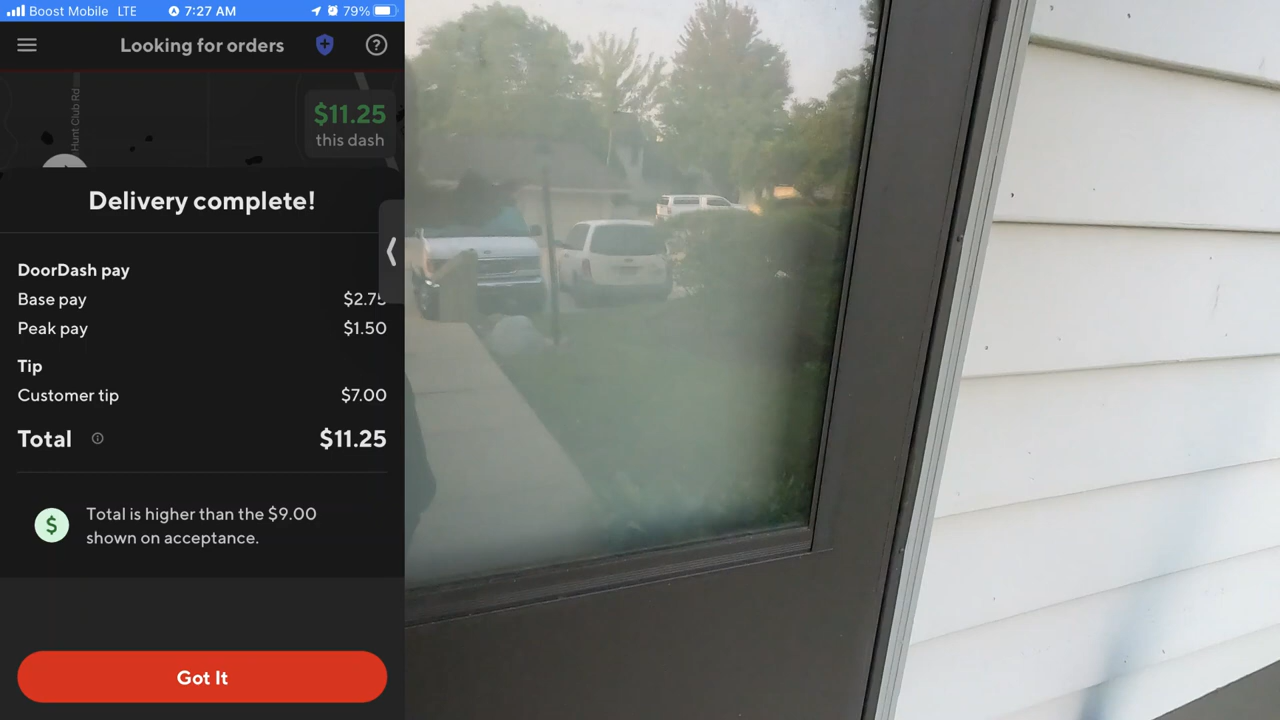 Boost Mobile LTE 7:27 AM 79%
Looking for orders
Hunt Club Rd
$11.25
this dash
Delivery complete!
DoorDash pay
Base pay $2.75
Peak pay $1.50
Tip
Customer tip $7.00
Total $11.25
$
Total is higher than the $9.00
shown on acceptance.
Got It